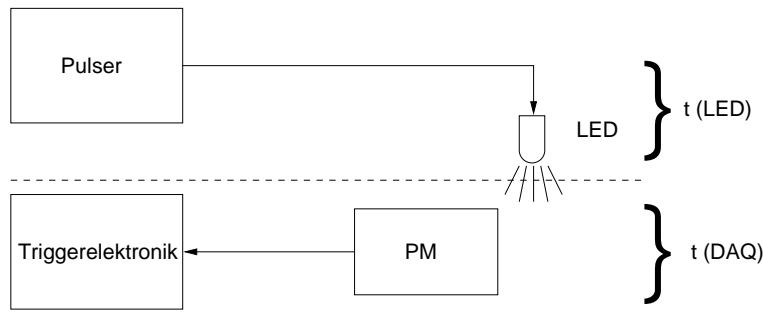 Pulser
LED
t (LED)
Triggerelektronik
PM
t (DAQ)